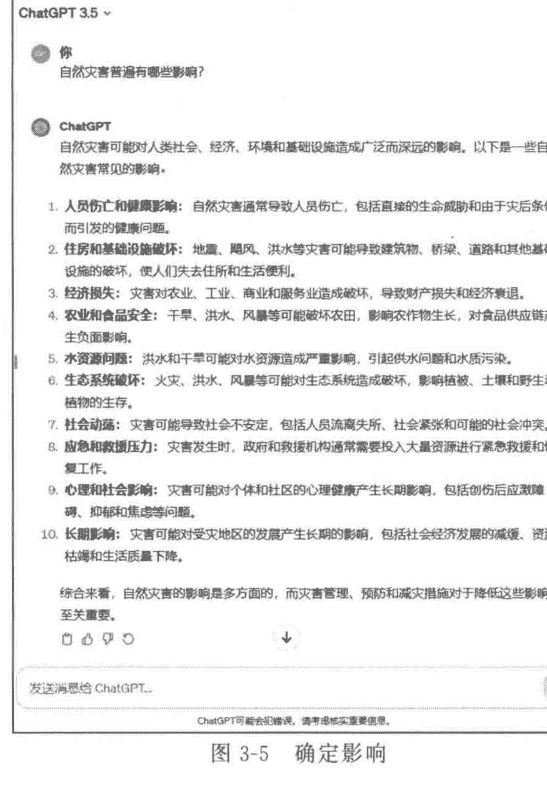 ChatGPT 3.5
你
自然灾害普遍有哪些影响?
ChatGPT
自然灾害可能对人类社会、经济、环境和基础设施造成广泛而深远的影响。以下是一些自
然灾害常见的影响。
1. 人员伤亡和健康影响: 自然灾害通常导致人员伤亡, 包括直接的生命威胁和由于灾后条件
而引发的健康问题。
2. 住房和基础设施破坏: 地震、飓风、洪水等灾害可能导致建筑物、桥梁、道路和其他基础
设施的破坏, 使人们失去住所和生活便利。
3. 经济损失: 灾害对农业、工业、商业和服务业造成破坏, 导致财产损失和经济衰退。
4. 农业和食品安全: 干旱、洪水、风暴等可能破坏农田, 影响农作物生长, 对食品供应链产
生负面影响。
5. 水资源问题: 洪水和干旱可能对水资源造成严重影响, 引起供水问题和水质污染。
6. 生态系统破坏: 火灾、洪水、风暴等可能对生态系统造成破坏, 影响植被、土壤和野生动
植物的生存。
7. 社会动荡: 灾害可能导致社会不安定, 包括人员流离失所、社会紧张和可能的社会冲突。
8. 应急和救援压力: 灾害发生时, 政府和救援机构通常需要投入大量资源进行紧急救援和恢
复工作。
9. 心理和社会影响: 灾害可能对个体和社区的心理健康产生长期影响, 包括创伤后应激障
碍、抑郁和焦虑等问题。
10. 长期影响: 灾害可能对受灾地区的发展产生长期的影响, 包括社会经济发展的减缓、资源
枯竭和生活质量下降。
综合来看, 自然灾害的影响是多方面的, 而灾害管理、预防和减灾措施对于降低这些影响
至关重要。
发送消息给 ChatGPT...
ChatGPT可能会犯错误。请考虑核实重要信息。
图 3-5 确定影响